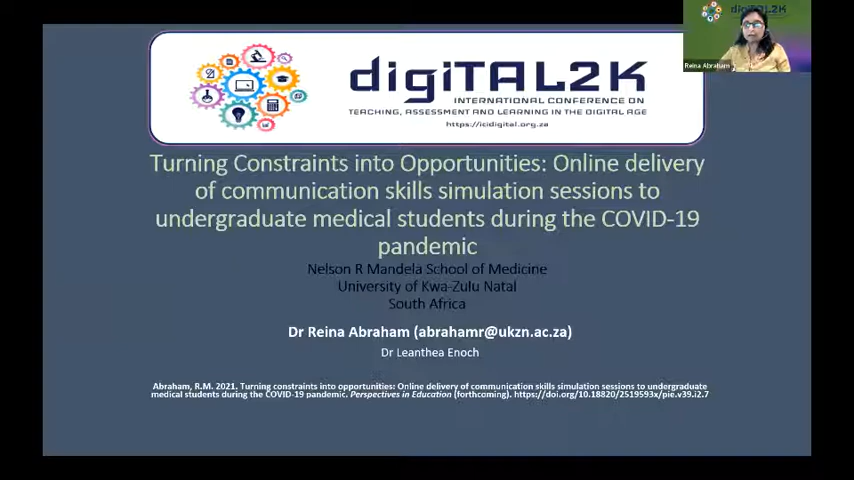 digiTAL2K
Reina Abraham
digiTAL2K
INTERNATIONAL CONFERENCE ON
TEACHING, ASSESSMENT AND LEARNING IN THE DIGITAL AGE
https://icidigital.org.za
Turning Constraints into Opportunities: Online delivery
of communication skills simulation sessions to
undergraduate medical students during the COVID-19
pandemic
Nelson R Mandela School of Medicine
University of Kwa-Zulu Natal
South Africa
Dr Reina Abraham (abrahamr@ukzn.ac.za)
Dr Leanthea Enoch
Abraham, R.M. 2021. Turning constraints into opportunities: Online delivery of communication skills simulation sessions to undergraduate
medical students during the COVID-19 pandemic. Perspectives in Education (forthcoming). https://doi.org/10.18820/2519593x/pie.v39.i2.7